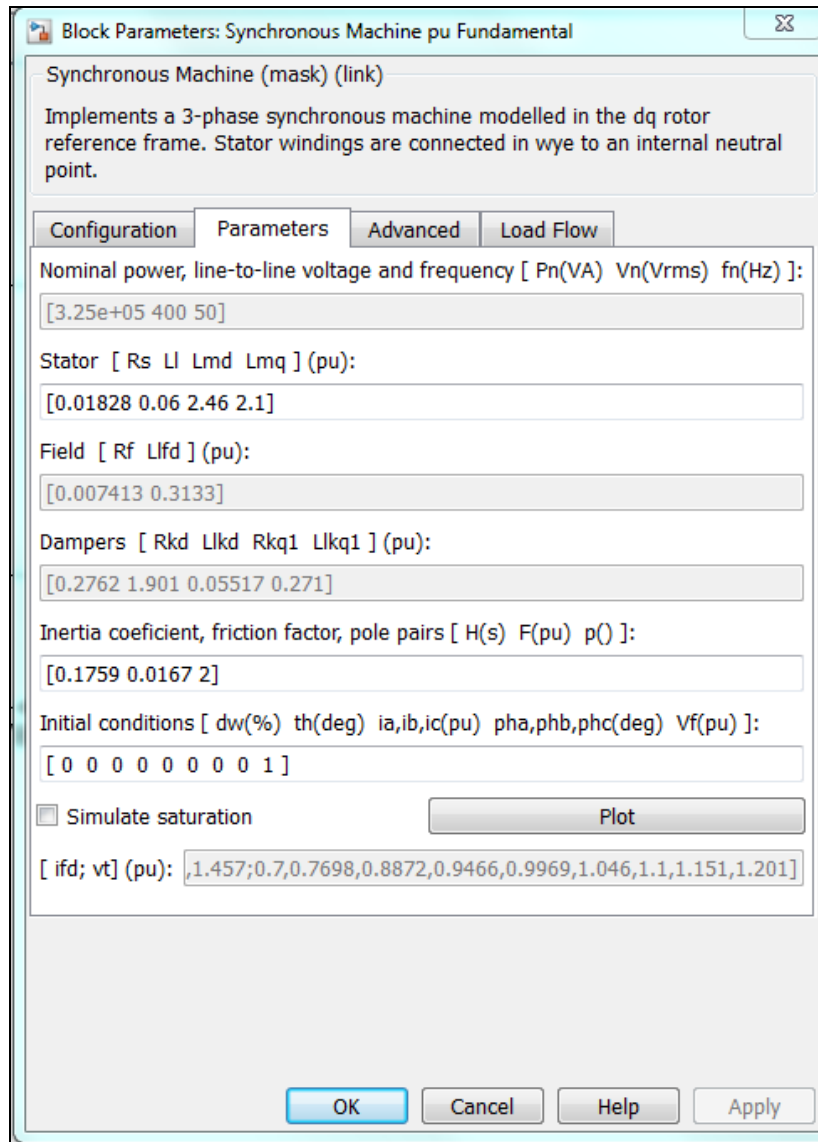 Block Parameters: Synchronous Machine pu Fundamental
Synchronous Machine (mask) (link)
Implements a 3-phase synchronous machine modelled in the dq rotor
reference frame. Stator windings are connected in wye to an internal neutral
point.
Configuration Parameters Advanced Load Flow
Nominal power, line-to-line voltage and frequency [ Pn(VA) Vn(Vrms) fn(Hz) ]:
[3.25e+05 400 50]
Stator [ Rs Ll Lmd Lmq ] (pu):
[0.01828 0.06 2.46 2.1]
Field [ Rf Llfd ] (pu):
[0.007413 0.3133]
Dampers [ Rkd Llkd Rkq1 Llkq1 ] (pu):
[0.2762 1.901 0.05517 0.271]
Inertia coeficient, friction factor, pole pairs [ H(s) F(pu) p() ]:
[0.1759 0.0167 2]
Initial conditions [ dw(%) th(deg) ia,ib,ic(pu) pha,phb,phc(deg) Vf(pu) ]:
[ 0 0 0 0 0 0 0 0 1 ]
Simulate saturation Plot
[ ifd; vt] (pu): ,1.457;0.7,0.7698,0.8872,0.9466,0.9969,1.046,1.1,1.151,1.201]
OK Cancel Help Apply